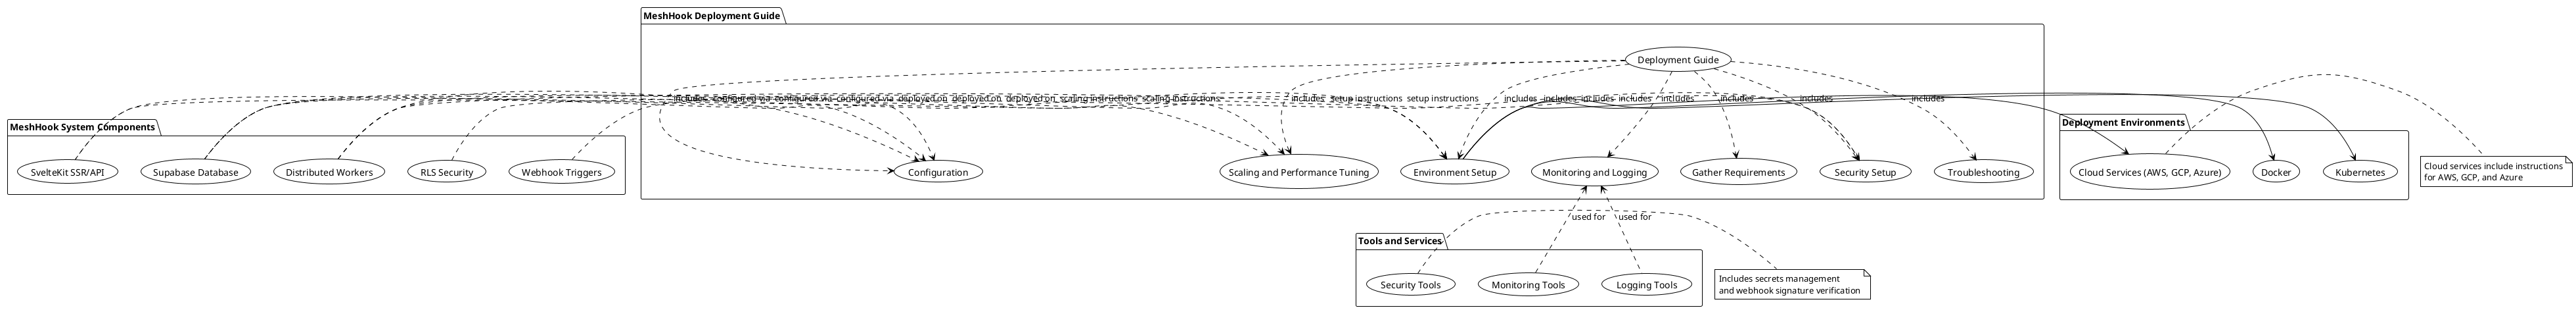 MeshHook Deployment Guide
Deployment Guide
includes
configured via
configured via
configured via
deployed on
deployed on
deployed on
scaling instructions
scaling instructions
includes
setup instructions
setup instructions
includes
includes
includes
includes
includes
includes
includes
includes
MeshHook System Components
SvelteKit SSR/API
Supabase Database
Distributed Workers
RLS Security
Webhook Triggers
Configuration
Scaling and Performance Tuning
Environment Setup
Monitoring and Logging
Gather Requirements
Security Setup
Troubleshooting
Deployment Environments
Cloud Services (AWS, GCP, Azure)
Docker
Kubernetes
Cloud services include instructions
for AWS, GCP, and Azure
used for
used for
Tools and Services
Security Tools
Monitoring Tools
Logging Tools
Includes secrets management
and webhook signature verification